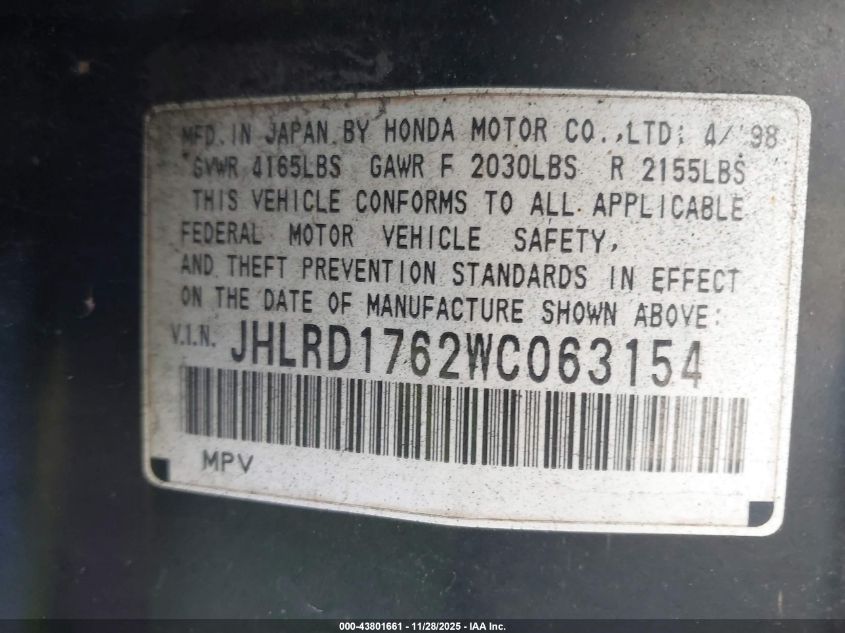 MFD. IN JAPAN BY HONDA MOTOR CO., LTD; 4/'98
GVWR 4165LBS GAWR F 2030LBS R 2155LBS
THIS VEHICLE CONFORMS TO ALL APPLICABLE
FEDERAL MOTOR VEHICLE SAFETY,
AND THEFT PREVENTION STANDARDS IN EFFECT
ON THE DATE OF MANUFACTURE SHOWN ABOVE:
V.I.N. JHLRD1762WC063154
MPV
000-43801661 - 11/28/2025 - IAA Inc.